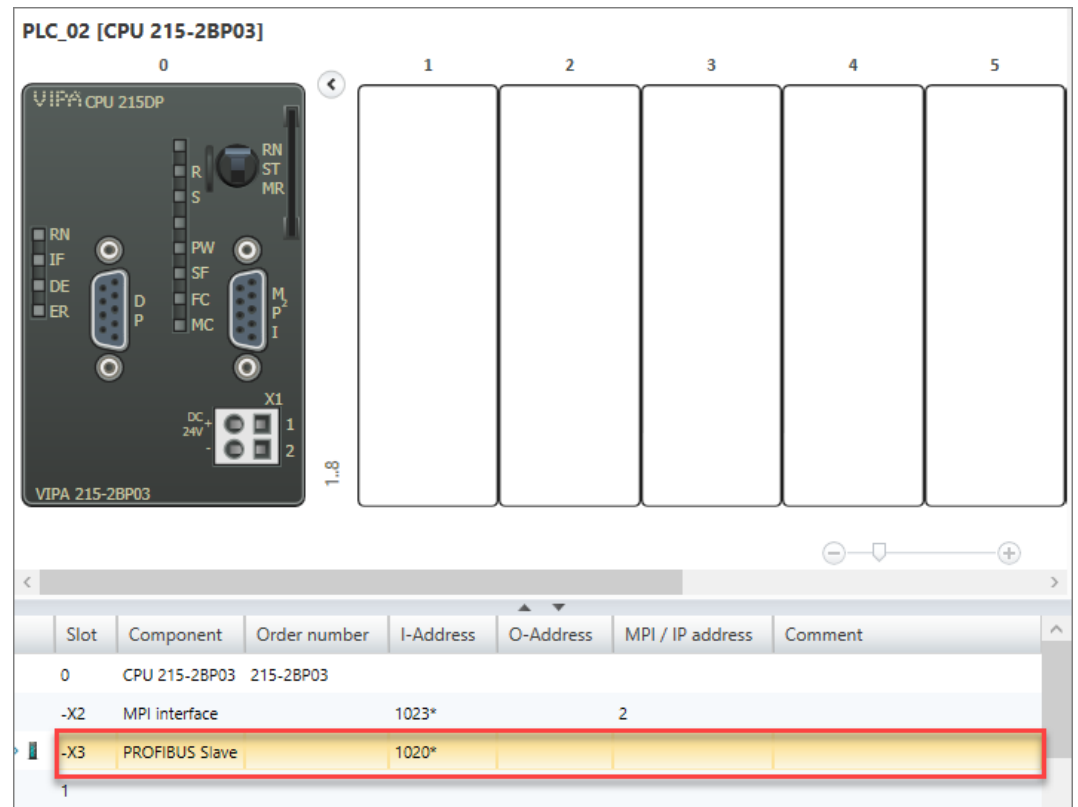 PLC_02 [CPU 215-2BP03]
0 1 2 3 4 5
VIPA CPU 215DP
RN
ST
MR
R
S
RN
IF
DE
ER
PW
SF
FC
MC
DP
MPI
2
X1
DC 24V
+
-
1
2
VIPA 215-2BP03
1..8
Slot Component Order number I-Address O-Address MPI / IP address Comment
0 CPU 215-2BP03 215-2BP03
-X2 MPI interface 1023* 2
-X3 PROFIBUS Slave 1020*
1